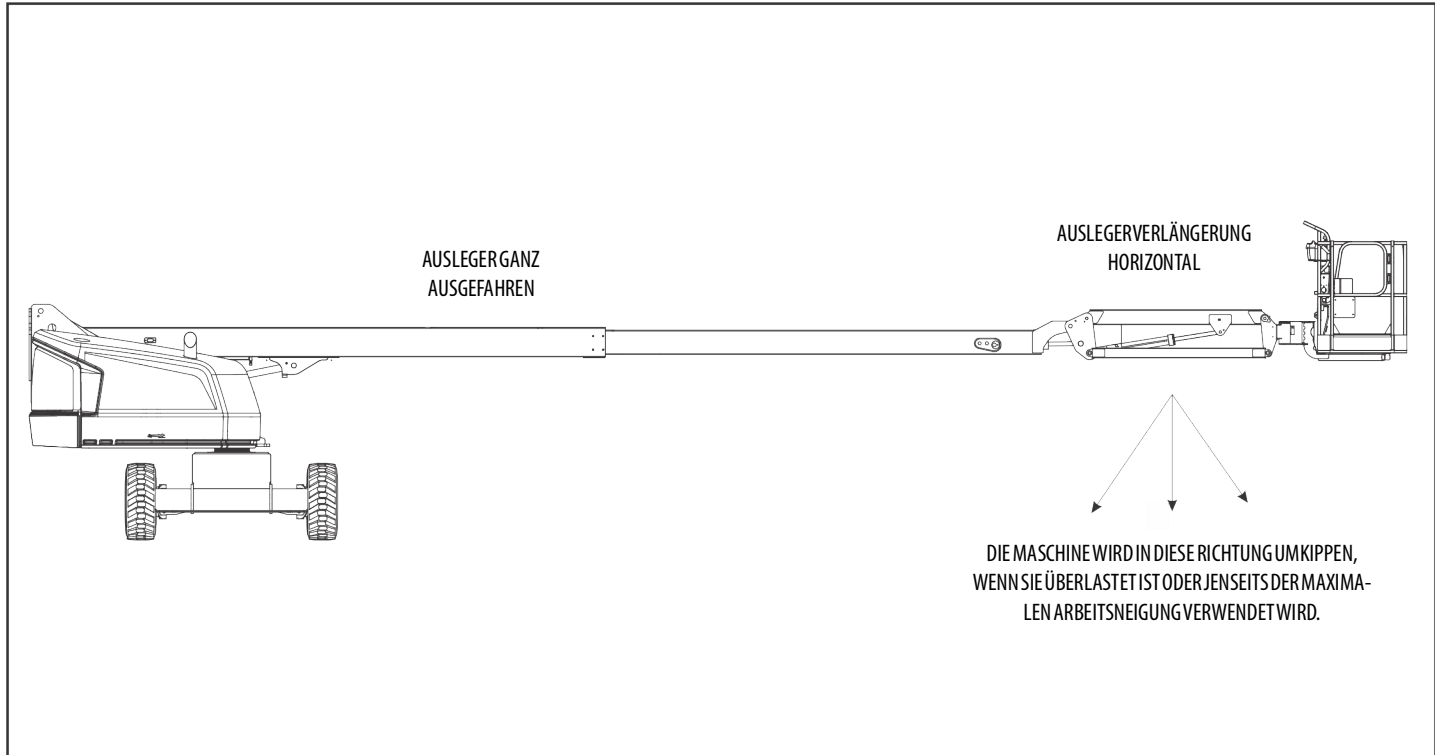 AUSLEGER GANZ
AUSGEFAHREN
AUSLEGERVERLÄNGERUNG
HORIZONTAL
DIE MASCHINE WIRD IN DIESE RICHTUNG UMKIPPEN,
WENN SIE ÜBERLASTET IST ODER JENSEITS DER MAXIMA-
LEN ARBEITSNEIGUNG VERWENDET WIRD.